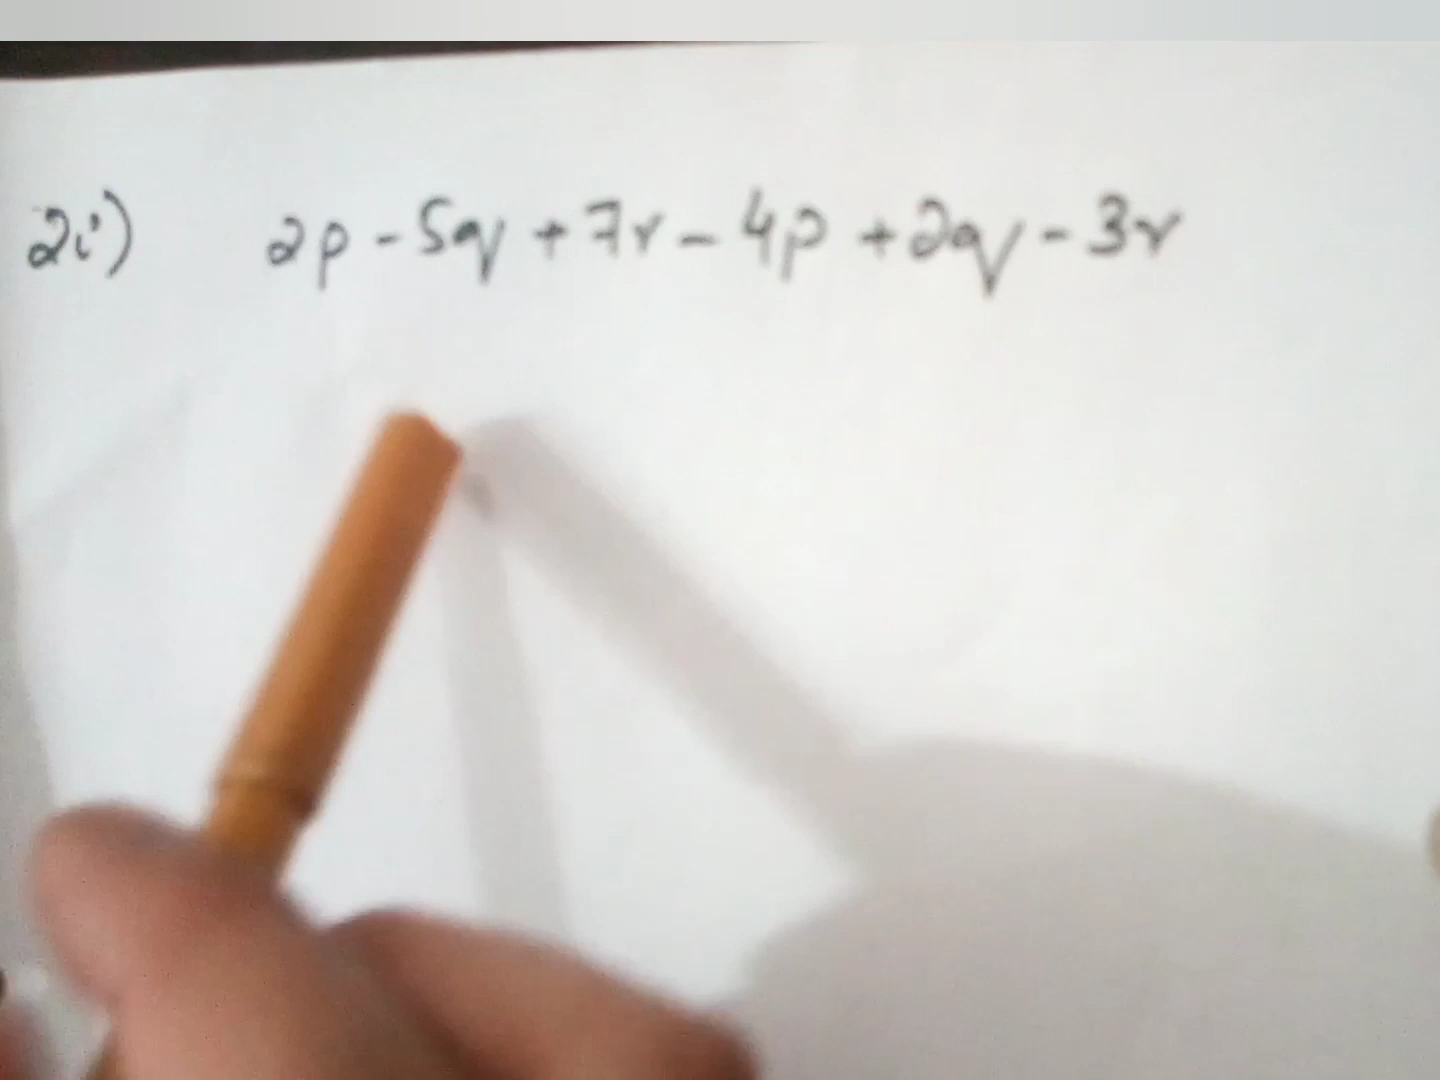 2i) 2p - 5q + 7r - 4p + 2q - 3r